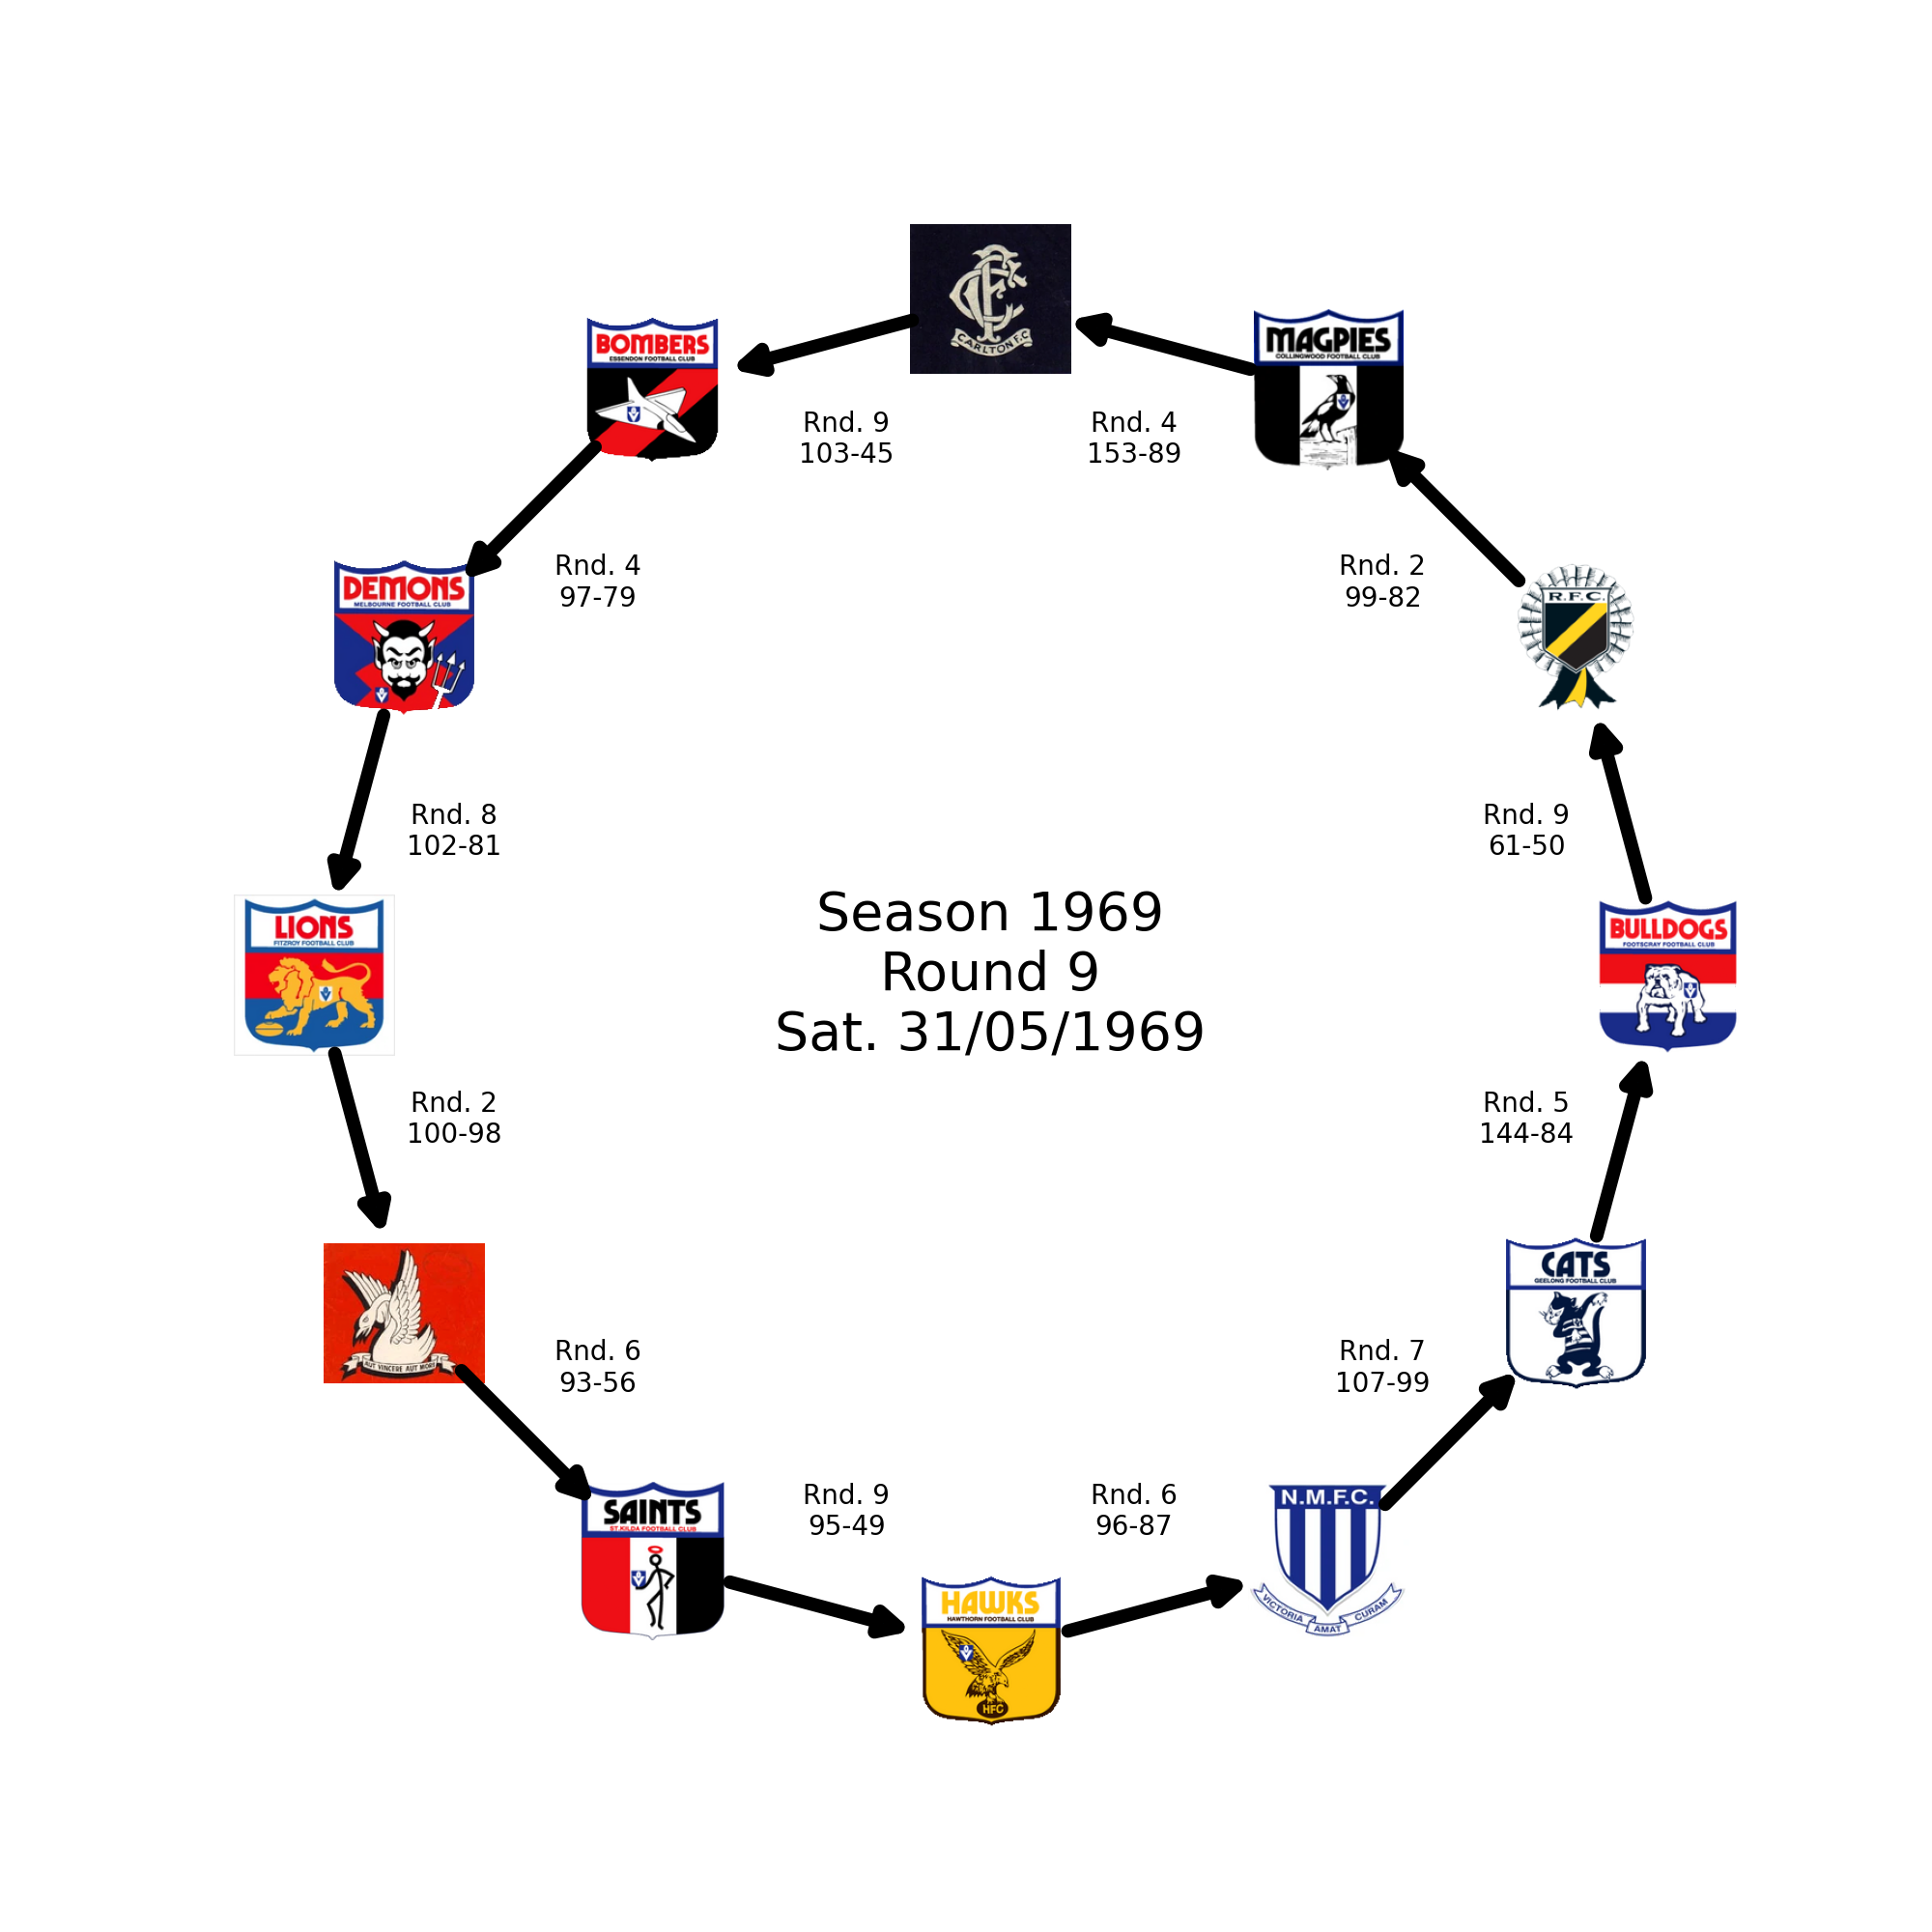 CARLTON F.C
MAGPIES
COLLINGWOOD FOOTBALL CLUB
BOMBERS
ESSENDON FOOTBALL CLUB
Rnd. 9
103-45
Rnd. 4
153-89
DEMONS
MELBOURNE FOOTBALL CLUB
Rnd. 4
97-79
Rnd. 2
99-82
R.F.C.
Rnd. 8
102-81
Rnd. 9
61-50
LIONS
FITZROY FOOTBALL CLUB
Season 1969
Round 9
Sat. 31/05/1969
BULLDOGS
FOOTSCRAY FOOTBALL CLUB
Rnd. 2
100-98
Rnd. 5
144-84
CATS
GEELONG FOOTBALL CLUB
AUT VINCERE AUT MORI
Rnd. 6
93-56
Rnd. 7
107-99
SAINTS
ST.KILDA FOOTBALL CLUB
Rnd. 9
95-49
Rnd. 6
96-87
N.M.F.C.
VICTORIA
AMAT
CURAM
HAWKS
HAWTHORN FOOTBALL CLUB
HFC